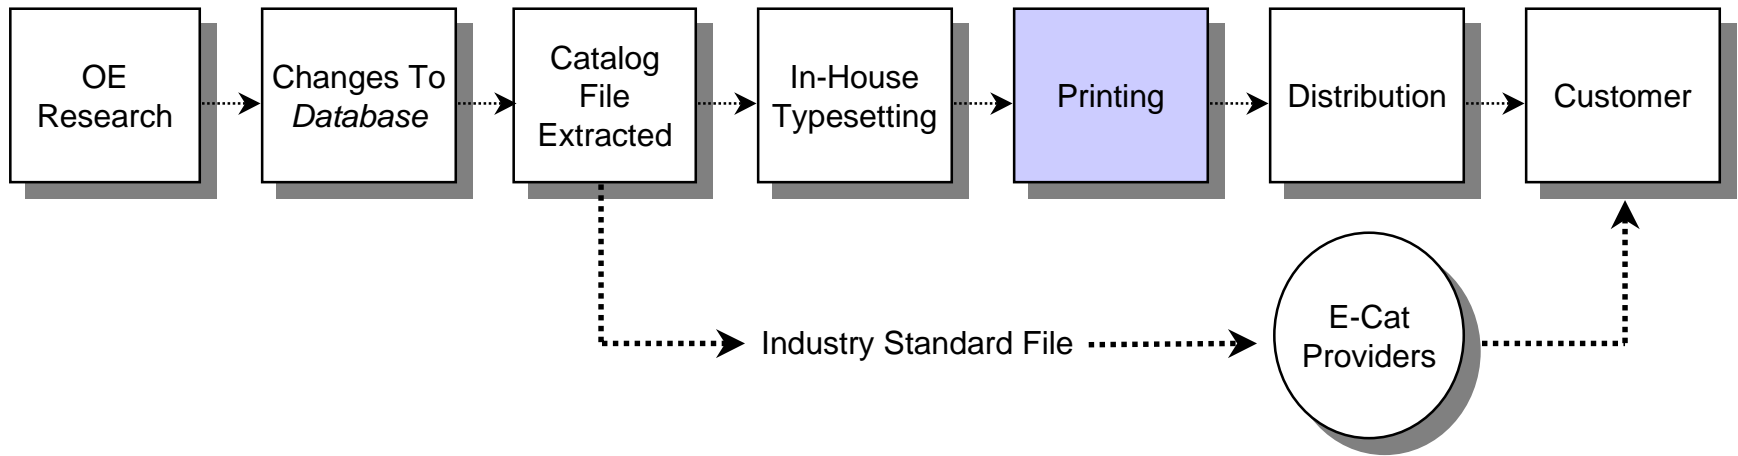 OE
Research
Changes To
Database
Catalog
File
Extracted
In-House
Typesetting
Printing
Distribution
Customer
Industry Standard File
E-Cat
Providers